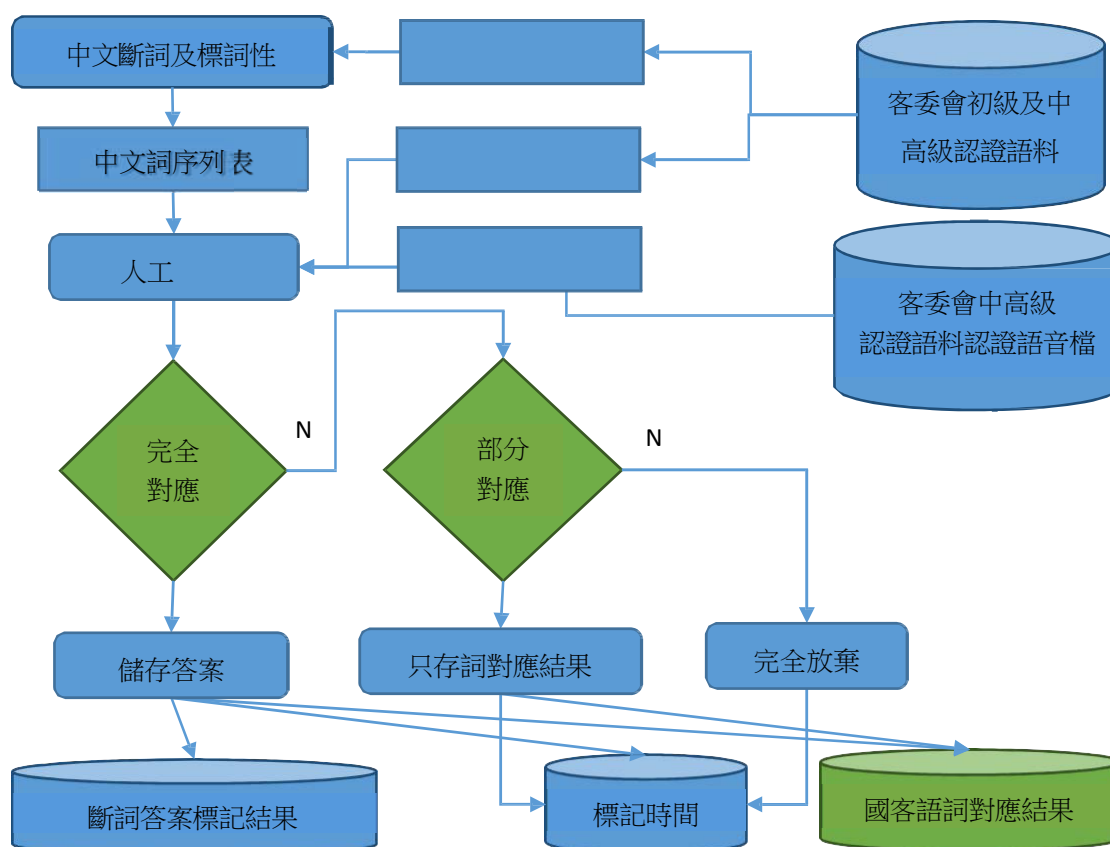 中文斷詞及標詞性
客委會初級及中
高級認證語料
中文詞序列表
人工
客委會中高級
認證語料認證語音檔
完全
對應
N
部分
對應
N
儲存答案
只存詞對應結果
完全放棄
斷詞答案標記結果
標記時間
國客語詞對應結果